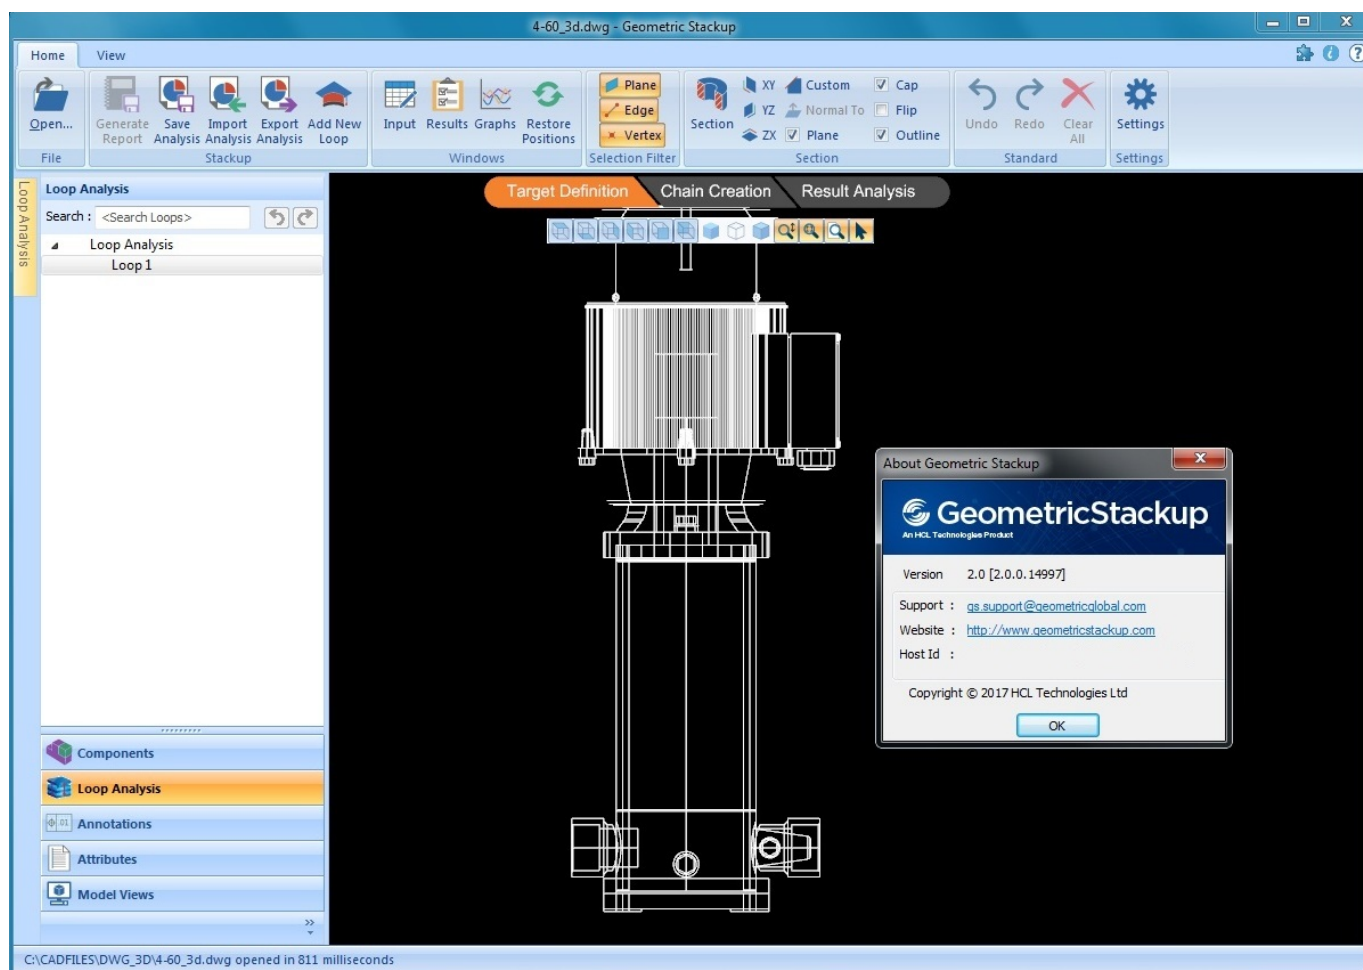 4-60_3d.dwg - Geometric Stackup
Home View
Open...
Generate Report
Save Analysis
Import Analysis
Export Analysis
Add New Loop
Input
Results
Graphs
Restore Positions
Plane
Edge
Vertex
Section
XY
YZ
ZX
Custom
Normal To
Plane
Cap
Flip
Outline
Undo
Redo
Clear All
Settings
File
Stackup
Windows
Selection Filter
Section
Standard
Settings
Loop Analysis
Loop Analysis
Search : <Search Loops>
Loop Analysis
Loop 1
Target Definition Chain Creation Result Analysis
About Geometric Stackup
GeometricStackup
An HCL Technologies Product
Version 2.0 [2.0.0.14997]
Support : gs.support@geometricglobal.com
Website : http://www.geometricstackup.com
Host Id :
Copyright © 2017 HCL Technologies Ltd
OK
Components
Loop Analysis
Annotations
Attributes
Model Views
C:\CADFILES\DWG_3D\4-60_3d.dwg opened in 811 milliseconds